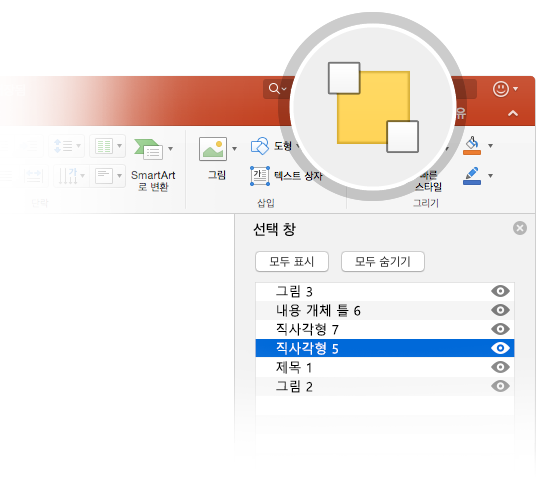 유
SmartArt
로 변환
그림
도형
텍스트 상자
가
스타일
삽입
그리기
선택 창
모두 표시
모두 숨기기
그림 3
내용 개체 틀 6
직사각형 7
직사각형 5
제목 1
그림 2